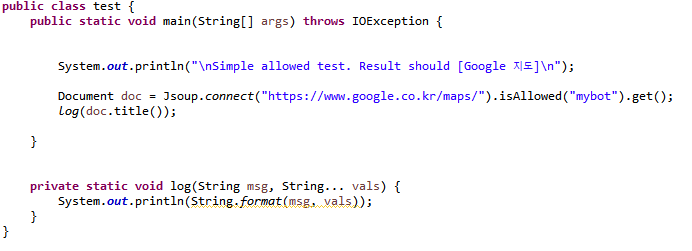 public class test {
public static void main(String[] args) throws IOException {
System.out.println("\nSimple allowed test. Result should [Google 지도]\n");
Document doc = Jsoup.connect("https://www.google.co.kr/maps/").isAllowed("mybot").get();
log(doc.title());
}
private static void log(String msg, String... vals) {
System.out.println(String.format(msg, vals));
}
}